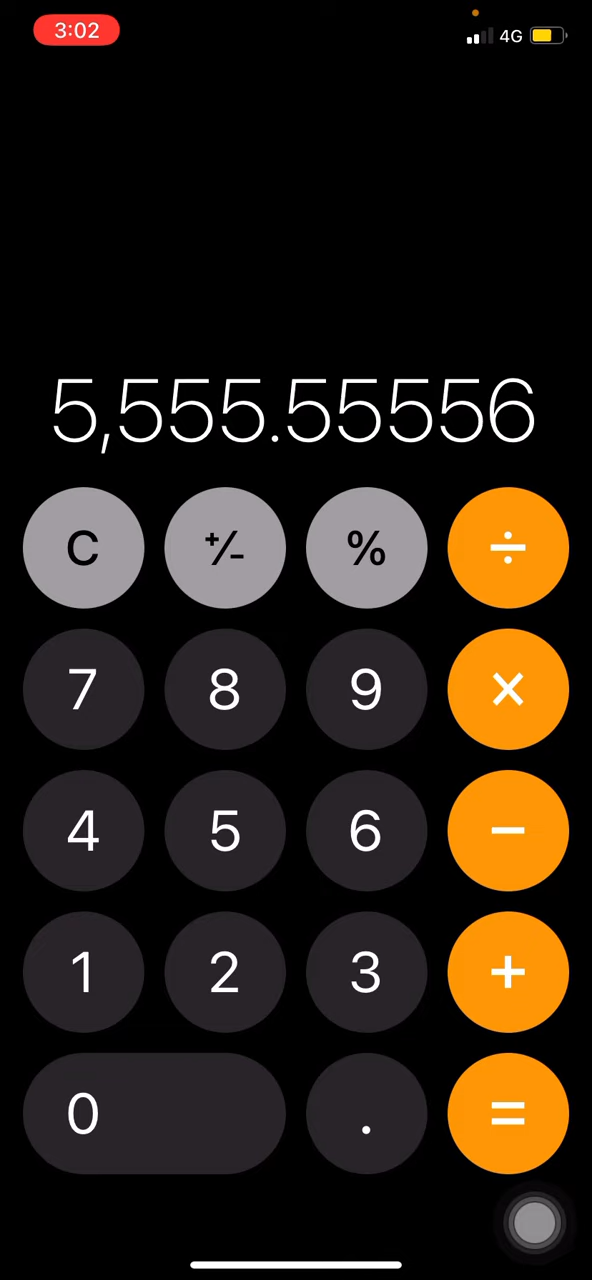 3:02
4G
5,555.55556
C +/- % ÷
7 8 9 ×
4 5 6 −
1 2 3 +
0 . =